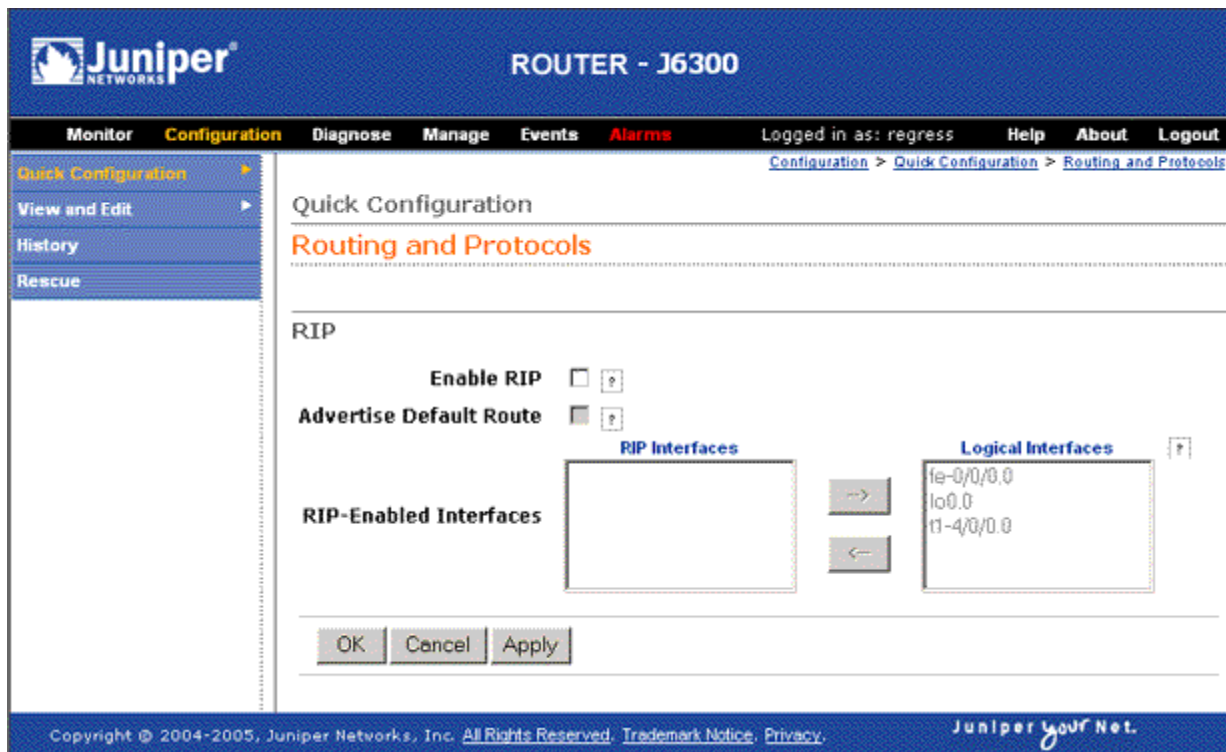 Juniper
NETWORKS
ROUTER - J6300
Monitor Configuration Diagnose Manage Events Alarms Logged in as: regress Help About Logout
Configuration > Quick Configuration > Routing and Protocols
Quick Configuration
View and Edit
History
Rescue
Quick Configuration
Routing and Protocols
RIP
Enable RIP ?
Advertise Default Route ?
RIP Interfaces Logical Interfaces ?
RIP-Enabled Interfaces
-->
<--
fe-0/0/0.0
lo0.0
t1-4/0/0.0
OK Cancel Apply
Copyright © 2004-2005, Juniper Networks, Inc. All Rights Reserved. Trademark Notice. Privacy.
Juniper your Net.